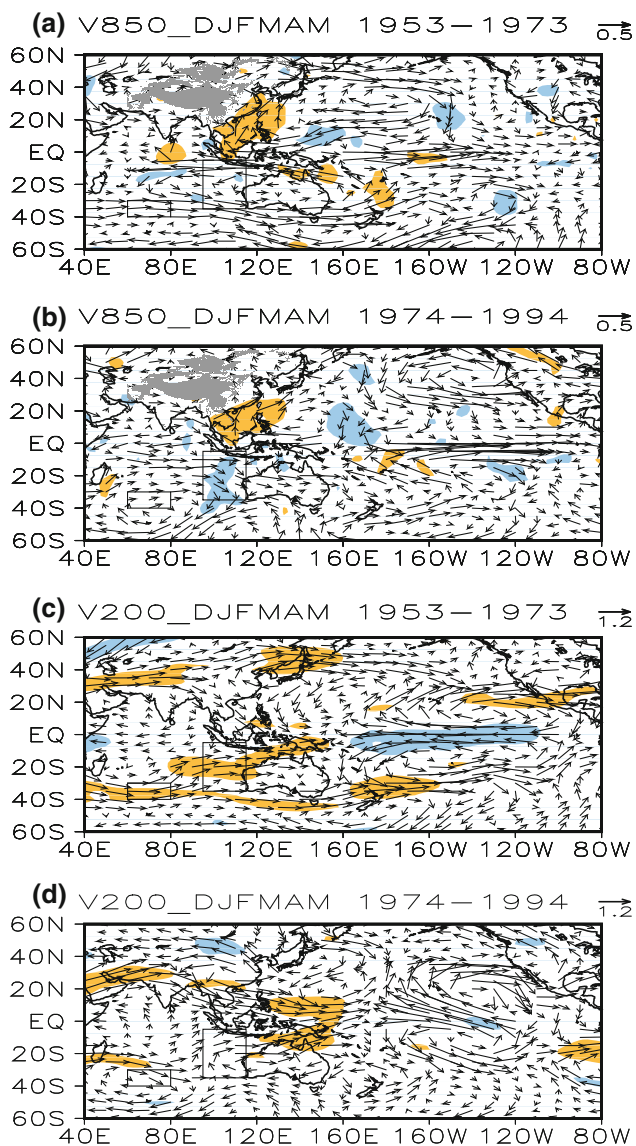 (a) V850_DJFMAM 1953–1973
0.5
60N
40N
20N
EQ
20S
40S
60S
40E 80E 120E 160E 160W 120W 80W
(b) V850_DJFMAM 1974–1994
0.5
60N
40N
20N
EQ
20S
40S
60S
40E 80E 120E 160E 160W 120W 80W
(c) V200_DJFMAM 1953–1973
1.2
60N
40N
20N
EQ
20S
40S
60S
40E 80E 120E 160E 160W 120W 80W
(d) V200_DJFMAM 1974–1994
1.2
60N
40N
20N
EQ
20S
40S
60S
40E 80E 120E 160E 160W 120W 80W